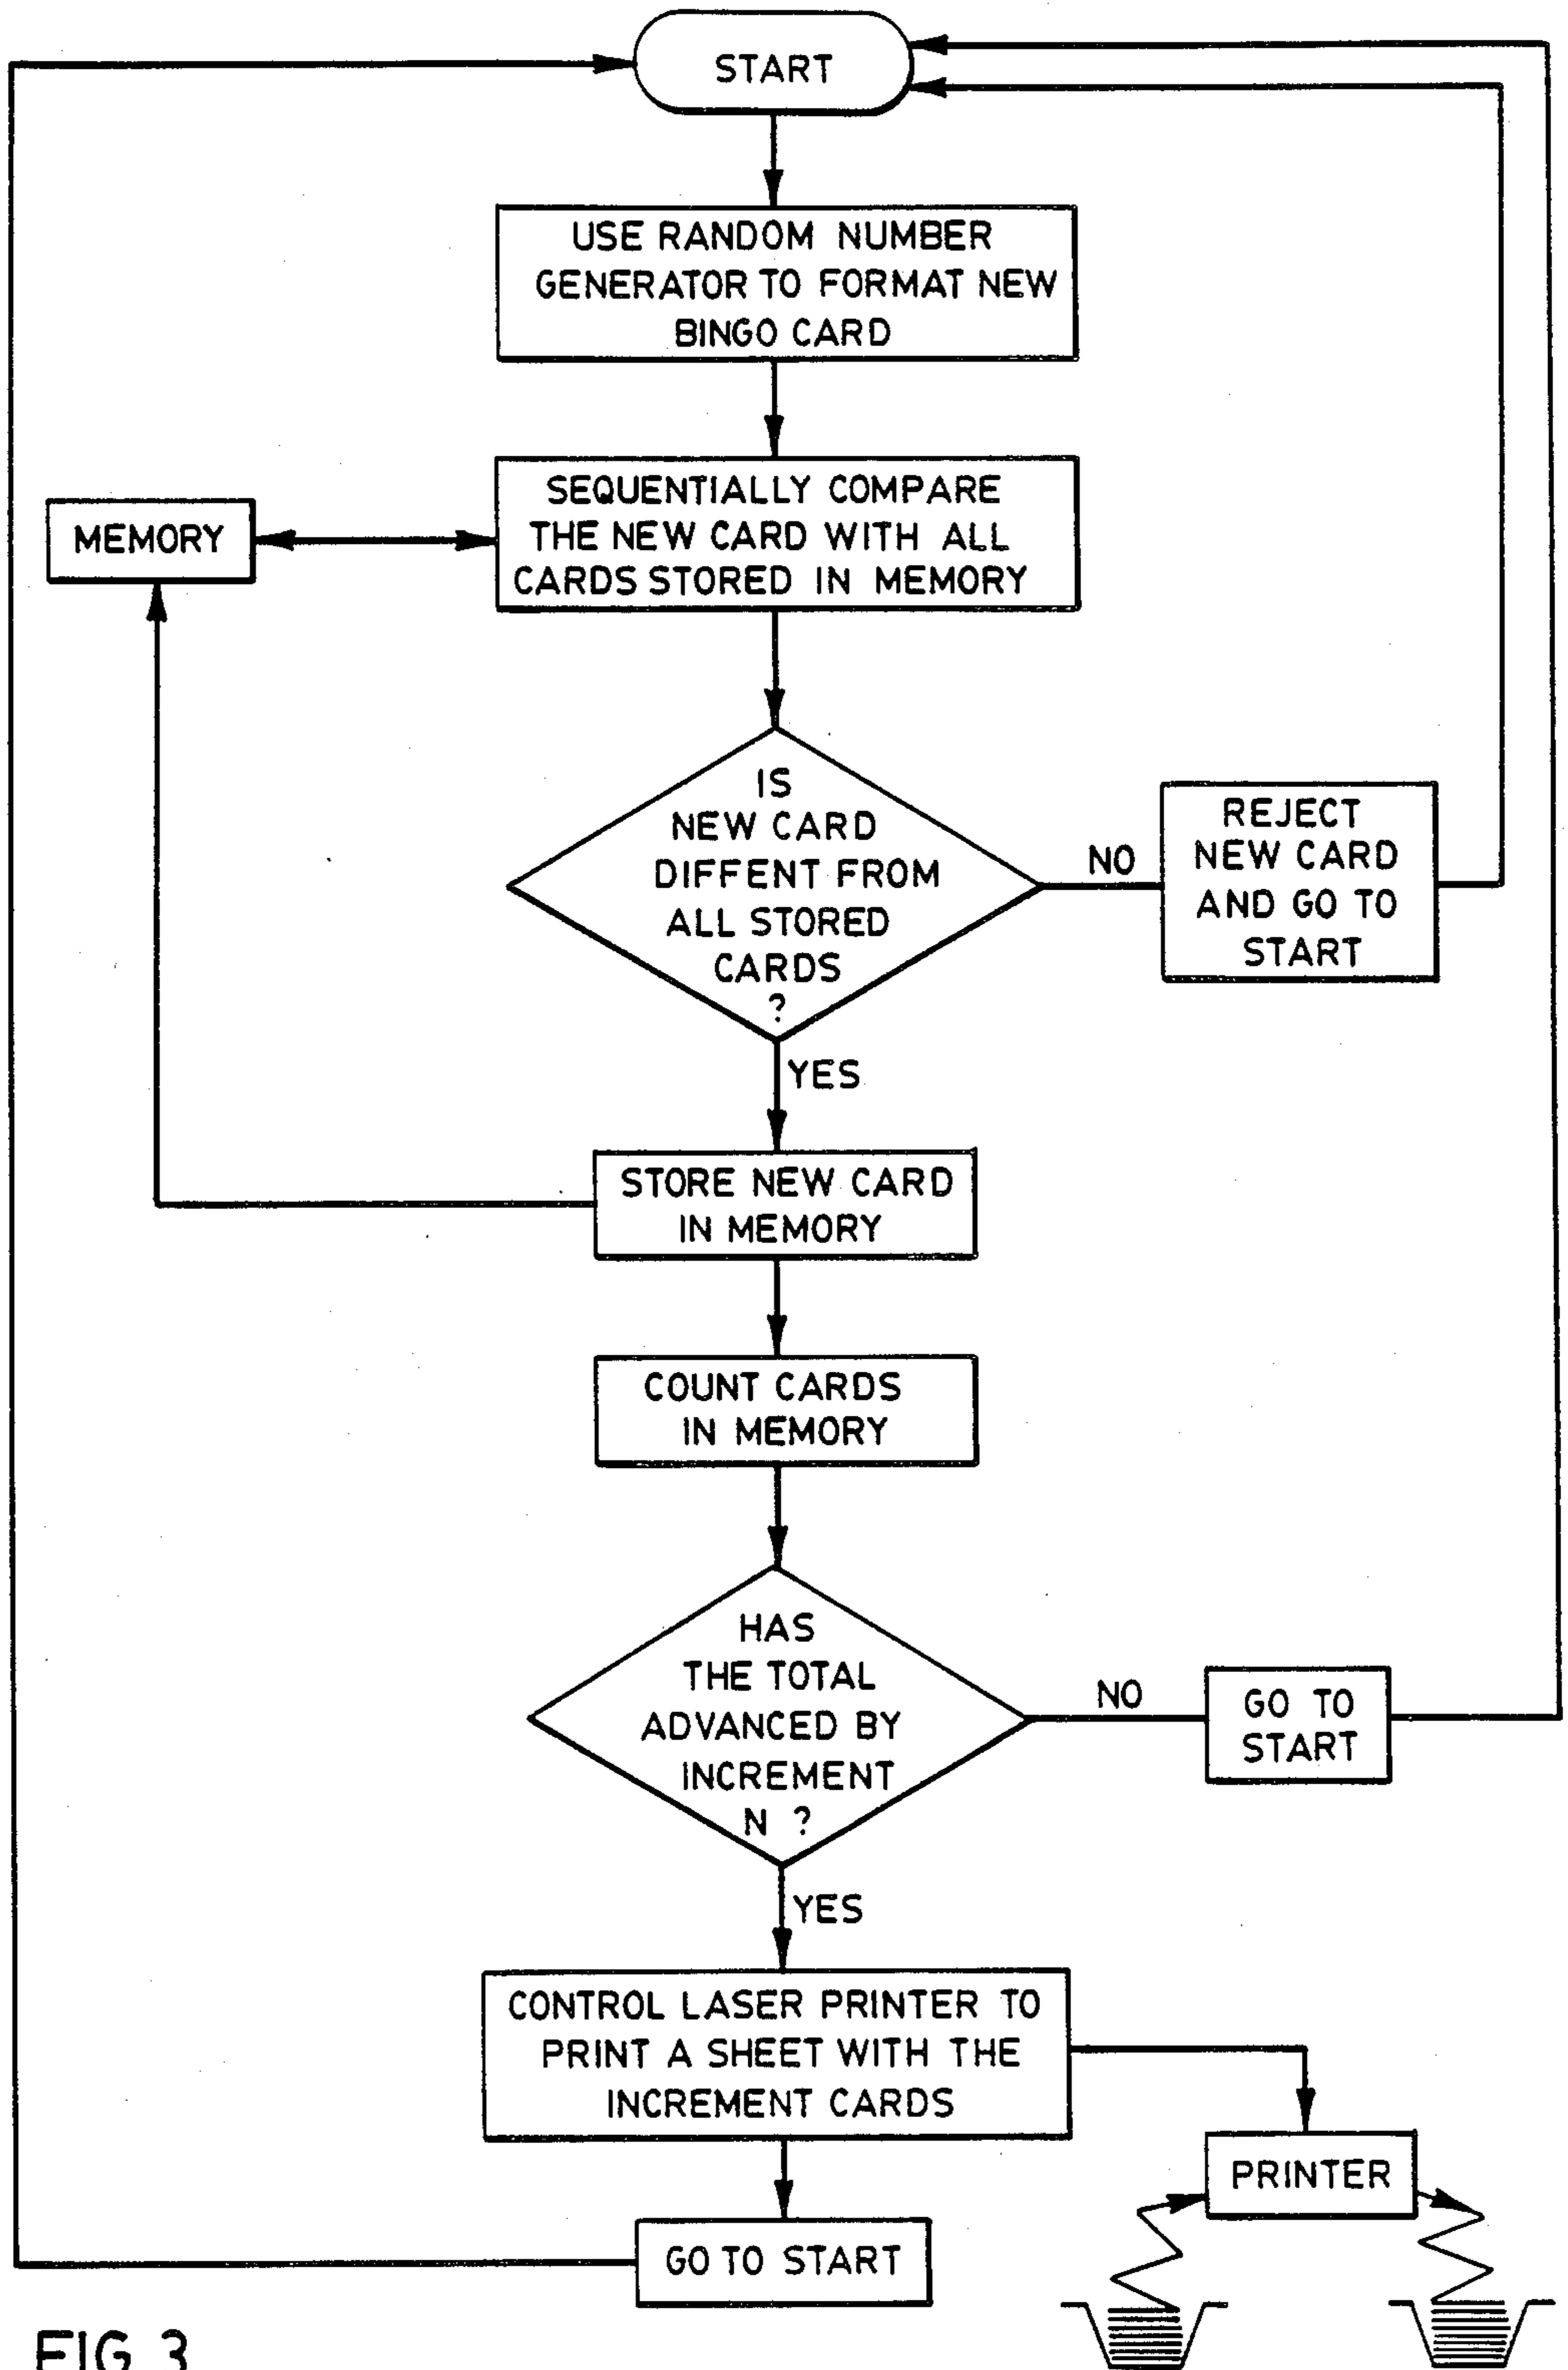 START
USE RANDOM NUMBER
GENERATOR TO FORMAT NEW
BINGO CARD
SEQUENTIALLY COMPARE
THE NEW CARD WITH ALL
CARDS STORED IN MEMORY
MEMORY
IS
NEW CARD
DIFFENT FROM
ALL STORED
CARDS
?
NO
REJECT
NEW CARD
AND GO TO
START
YES
STORE NEW CARD
IN MEMORY
COUNT CARDS
IN MEMORY
HAS
THE TOTAL
ADVANCED BY
INCREMENT
N ?
NO
GO TO
START
YES
CONTROL LASER PRINTER TO
PRINT A SHEET WITH THE
INCREMENT CARDS
PRINTER
GO TO START
FIG. 3